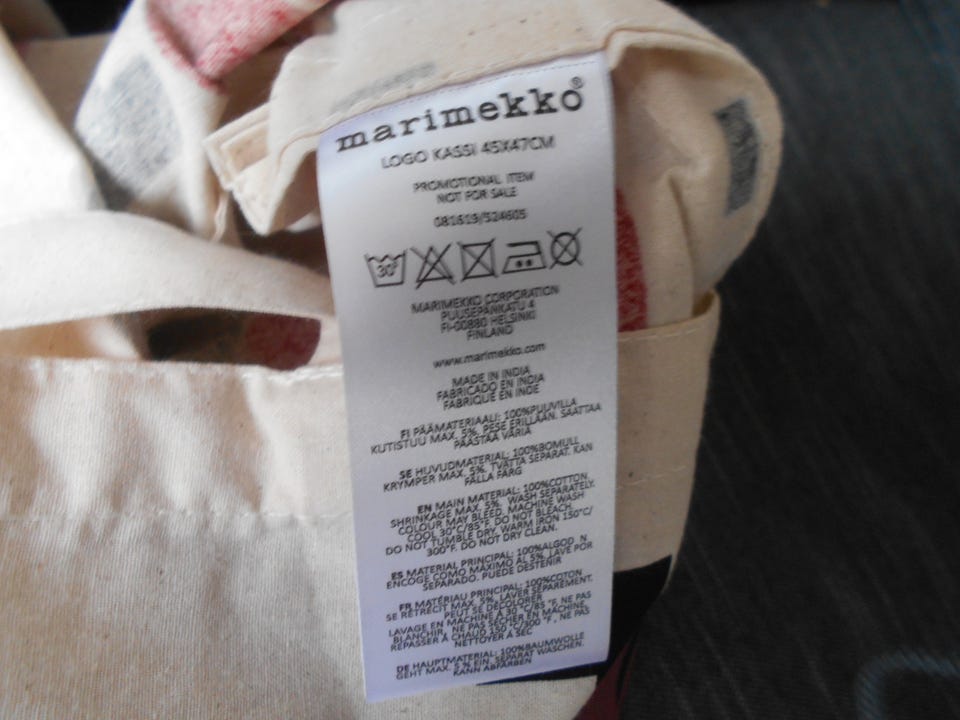 marimekko®
LOGO KASSI 45X47CM
PROMOTIONAL ITEM
NOT FOR SALE
081619/524605
30°
MARIMEKKO CORPORATION
PUUSEPÄNKATU 4
FI-00880 HELSINKI
FINLAND
www.marimekko.com
MADE IN INDIA
FABRICADO EN INDIA
FABRIQUÉ EN INDE
FI PÄÄMATERIAALI: 100%PUUVILLA
KUTISTUU MAX. 5%. PESE ERILLÄÄN. SAATTAA
PÄÄSTÄÄ VÄRIÄ
SE HUVUDMATERIAL: 100%BOMULL
KRYMPER MAX. 5%. TVÄTTA SEPARAT. KAN
FÄLLA FÄRG
EN MAIN MATERIAL: 100%COTTON
SHRINKAGE MAX. 5%. WASH SEPARATELY.
COLOUR MAY BLEED. MACHINE WASH
COOL 30°C/85°F. DO NOT BLEACH.
DO NOT TUMBLE DRY. WARM IRON 150°C/
300°F. DO NOT DRY CLEAN.
ES MATERIAL PRINCIPAL: 100%ALGOD N
ENCOGE COMO MÁXIMO AL 5%. LAVE POR
SEPARADO. PUEDE DESTEÑIR
FR MATÉRIAU PRINCIPAL: 100%COTON
SE RÉTRÉCIT MAX. 5%. LAVER SÉPARÉMENT.
PEUT SE DÉCOLORER
LAVAGE EN MACHINE À 30 °C/85 °F, NE PAS
BLANCHIR, NE PAS SÉCHER EN MACHINE,
REPASSER À CHAUD 150 °C/300 °F, NE PAS
NETTOYER À SEC
DE HAUPTMATERIAL: 100%BAUMWOLLE
GEHT MAX. 5 % EIN. SEPARAT WASCHEN.
KANN ABFÄRBEN